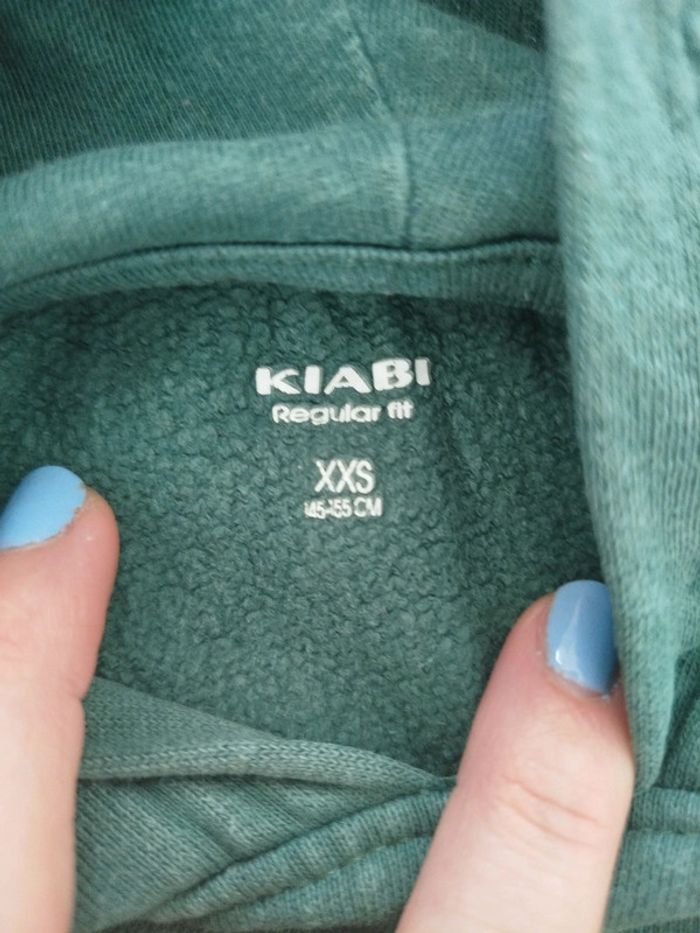 KIABI
Regular fit
XXS
145-155 CM